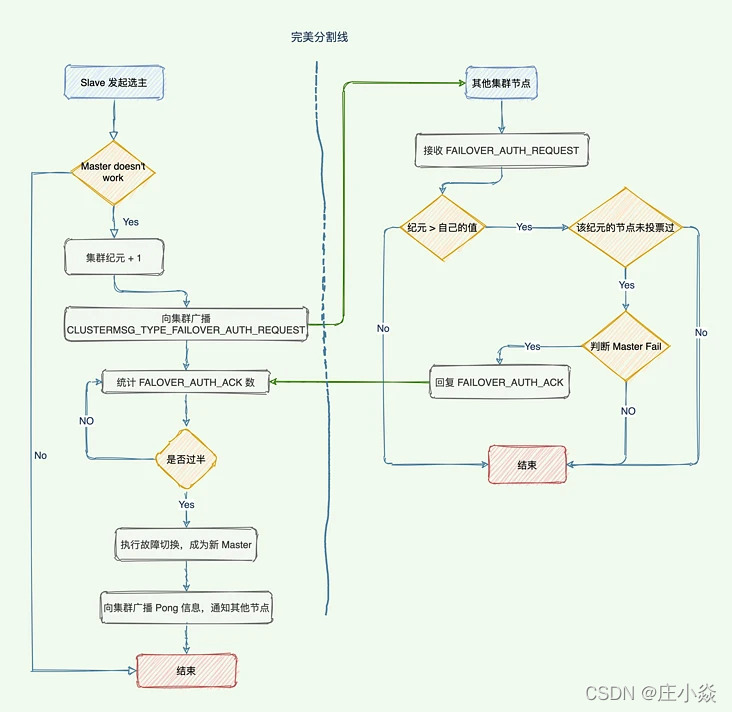 完美分割线
Slave 发起选主
Master doesn't
work
Yes
集群纪元 + 1
向集群广播
CLUSTERMSG_TYPE_FAILOVER_AUTH_REQUEST
统计 FALOVER_AUTH_ACK 数
NO
是否过半
No
Yes
执行故障切换，成为新 Master
向集群广播 Pong 信息，通知其他节点
结束
其他集群节点
接收 FAILOVER_AUTH_REQUEST
纪元 > 自己的值
Yes
该纪元的节点未投票过
Yes
No
No
判断 Master Fail
Yes
回复 FAILOVER_AUTH_ACK
NO
结束
CSDN @庄小焱